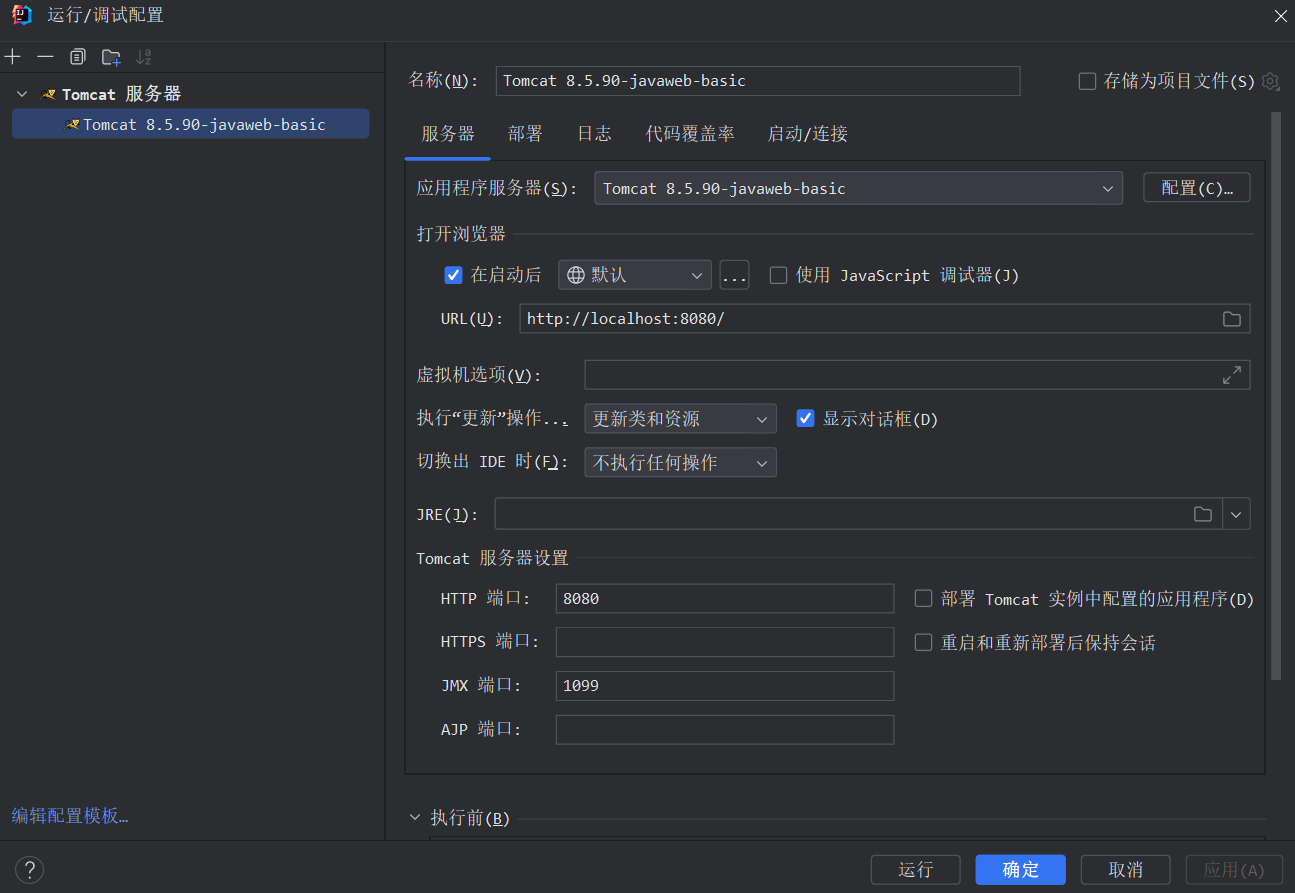 运行/调试配置
Tomcat 服务器
Tomcat 8.5.90-javaweb-basic
编辑配置模板…
名称(N):
Tomcat 8.5.90-javaweb-basic
存储为项目文件(S)
服务器 部署 日志 代码覆盖率 启动/连接
应用程序服务器(S): Tomcat 8.5.90-javaweb-basic 配置(C)…
打开浏览器
在启动后 默认 ... 使用 JavaScript 调试器(J)
URL(U): http://localhost:8080/
虚拟机选项(V):
执行“更新”操作... 更新类和资源 显示对话框(D)
切换出 IDE 时(F): 不执行任何操作
JRE(J):
Tomcat 服务器设置
HTTP 端口: 8080 部署 Tomcat 实例中配置的应用程序(D)
HTTPS 端口: 重启和重新部署后保持会话
JMX 端口: 1099
AJP 端口:
执行前(B)
? 运行 确定 取消 应用(A)